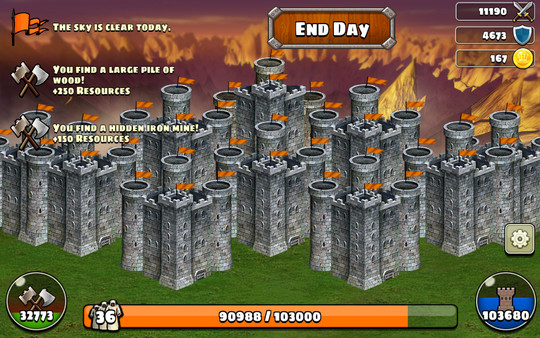 The sky is clear today.
End Day
11190
4673
167
You find a large pile of
wood!
+250 Resources
You find a hidden iron mine!
+150 Resources
32773
36
90988 / 103000
103680